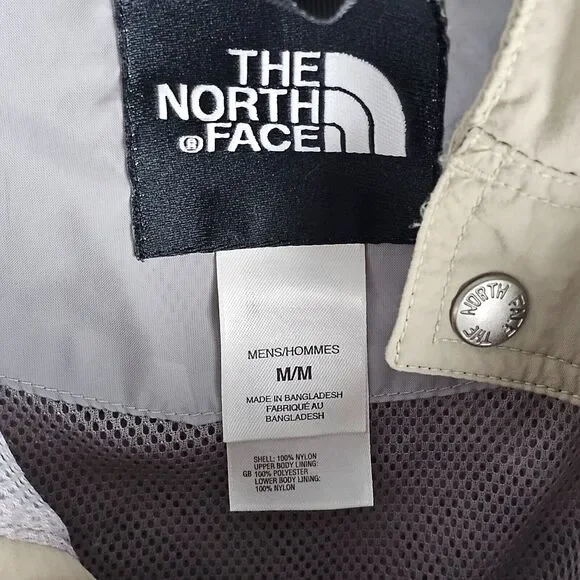 THE
NORTH
® FACE
MENS/HOMMES
M/M
MADE IN BANGLADESH
FABRIQUÉ AU
BANGLADESH
SHELL: 100% NYLON
UPPER BODY LINING:
GB 100% POLYESTER
LOWER BODY LINING:
100% NYLON
THE NORTH FACE